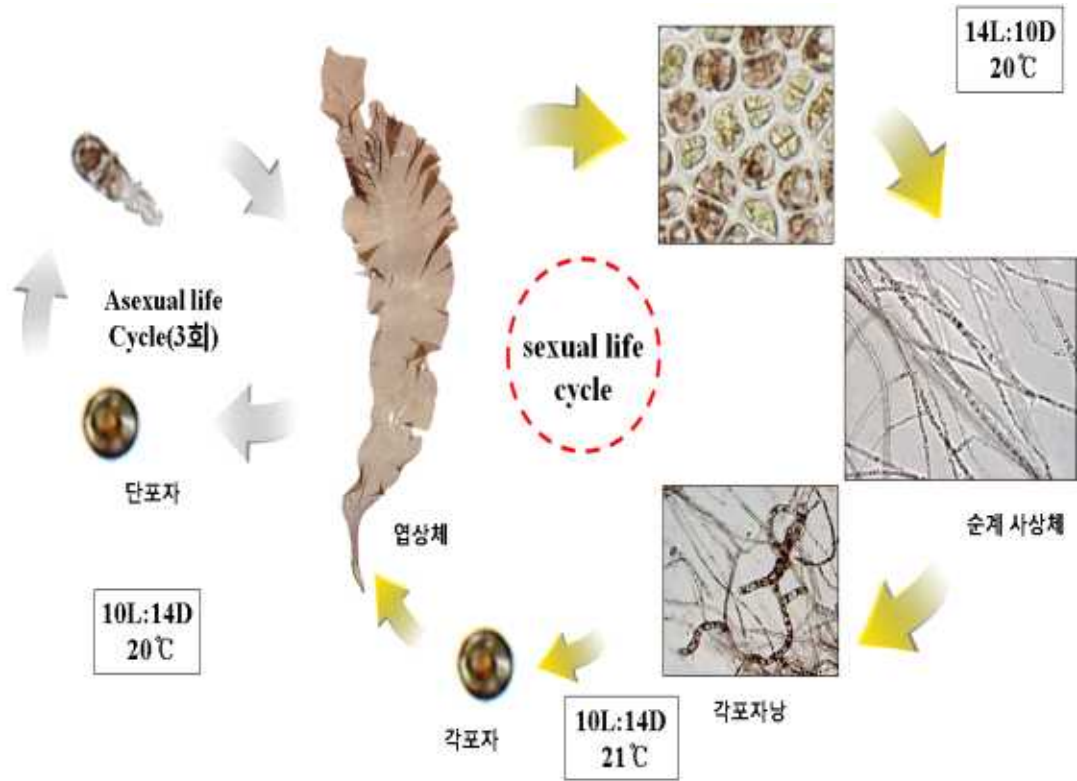 14L:10D
20℃
Asexual life
Cycle(3회)
sexual life
cycle
단포자
엽상체
순계 사상체
10L:14D
20℃
각포자
10L:14D
21℃
각포자낭